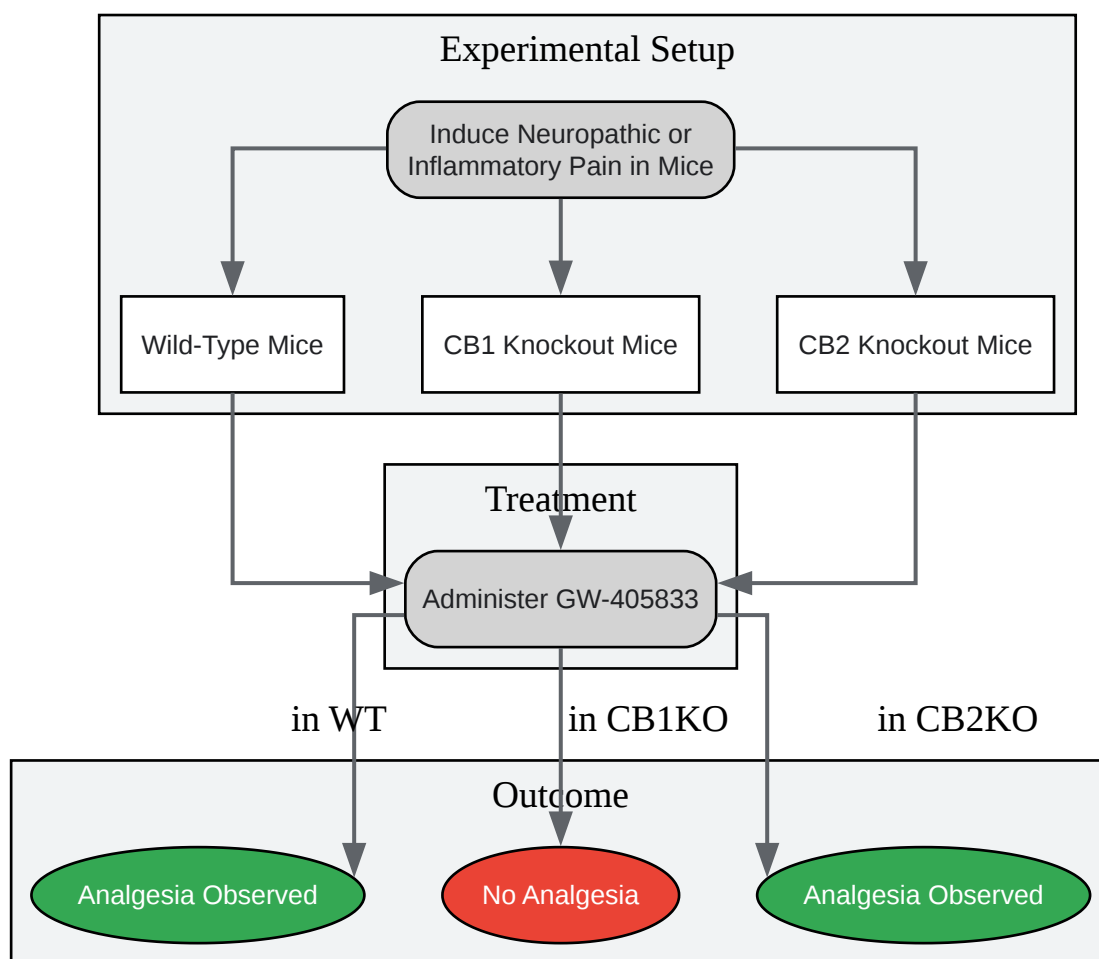 Experimental Setup
Induce Neuropathic or
Inflammatory Pain in Mice
Wild-Type Mice
CB1 Knockout Mice
CB2 Knockout Mice
Treatment
Administer GW-405833
in WT
in CB1KO
in CB2KO
Outcome
Analgesia Observed
No Analgesia
Analgesia Observed